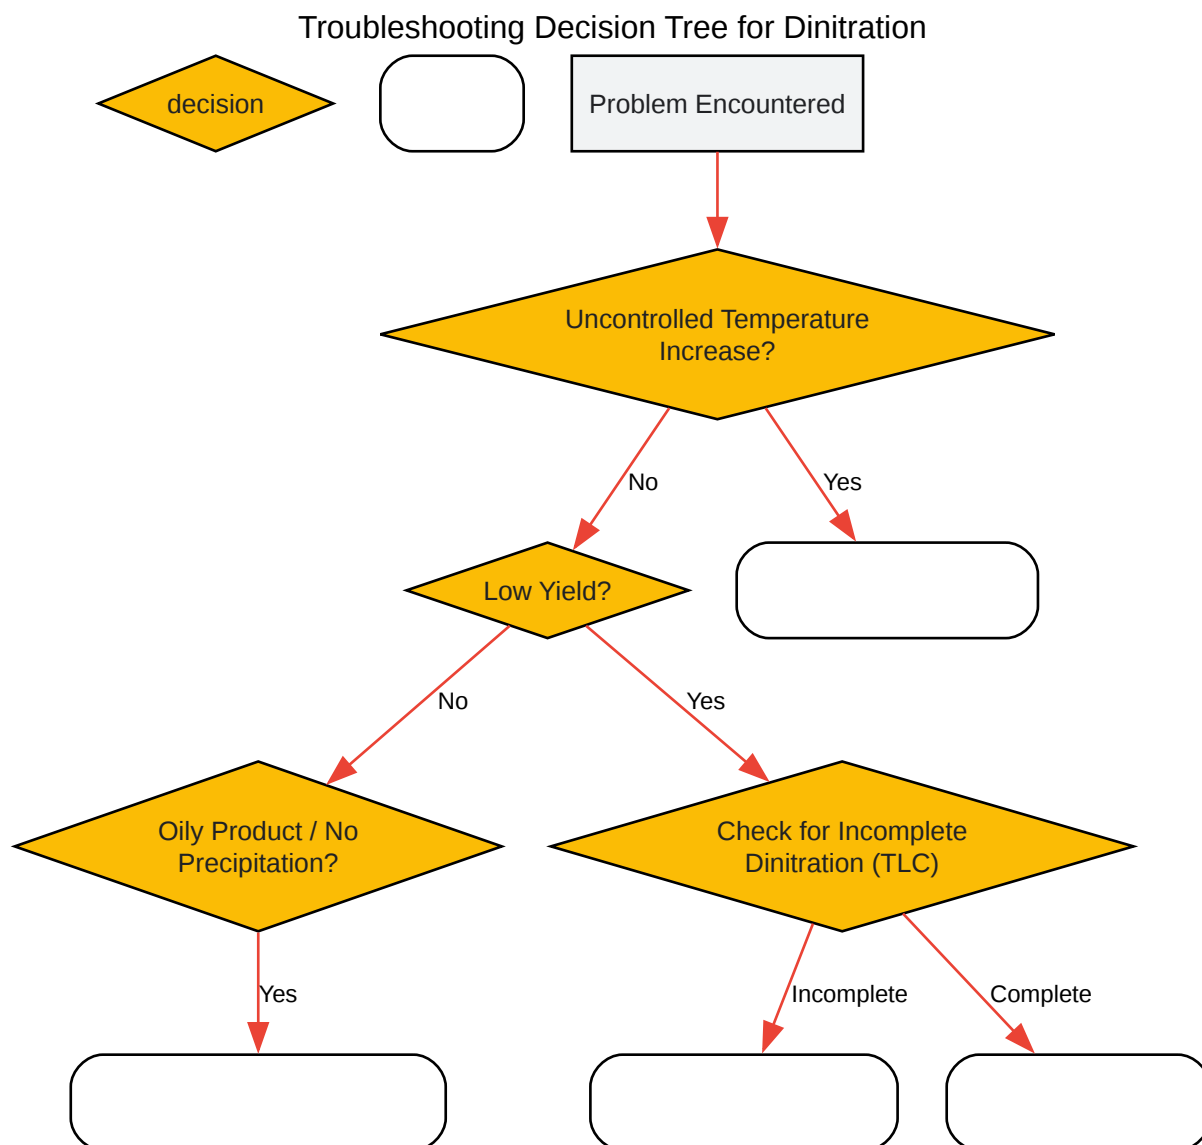 Troubleshooting Decision Tree for Dinitration
decision
Problem Encountered
Uncontrolled Temperature
Increase?
No
Yes
Low Yield?
No
Yes
Oily Product / No
Precipitation?
Check for Incomplete
Dinitration (TLC)
Yes
Incomplete
Complete